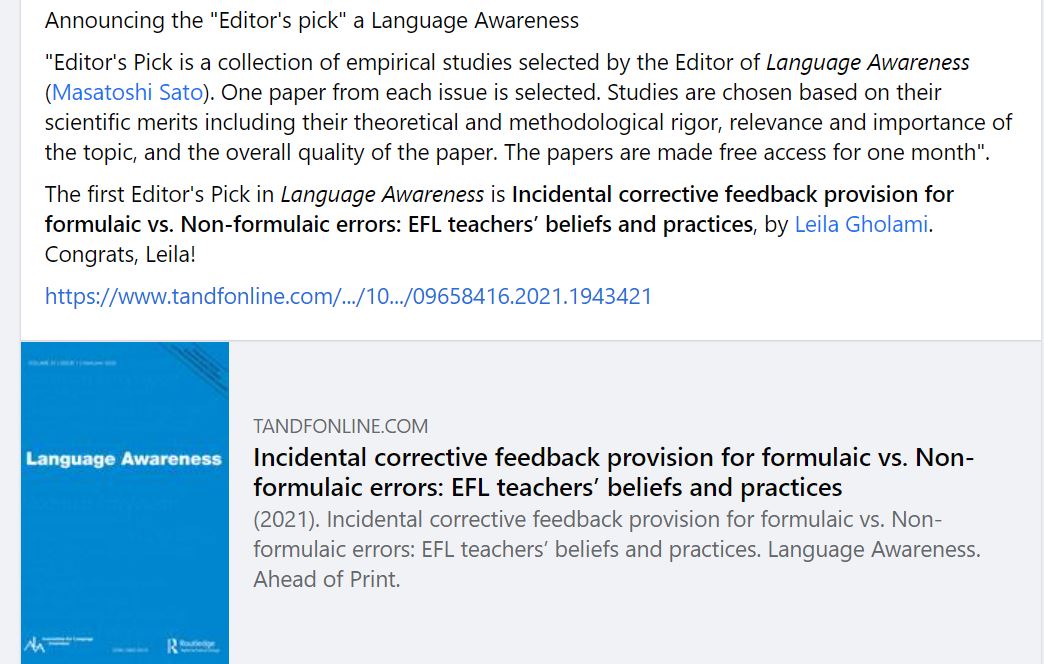 Announcing the "Editor's pick" a Language Awareness
"Editor's Pick is a collection of empirical studies selected by the Editor of Language Awareness
(Masatoshi Sato). One paper from each issue is selected. Studies are chosen based on their
scientific merits including their theoretical and methodological rigor, relevance and importance of
the topic, and the overall quality of the paper. The papers are made free access for one month".
The first Editor's Pick in Language Awareness is Incidental corrective feedback provision for
formulaic vs. Non-formulaic errors: EFL teachers’ beliefs and practices, by Leila Gholami.
Congrats, Leila!
https://www.tandfonline.com/.../10.../09658416.2021.1943421
Language Awareness
Routledge
TANDFONLINE.COM
Incidental corrective feedback provision for formulaic vs. Non-
formulaic errors: EFL teachers’ beliefs and practices
(2021). Incidental corrective feedback provision for formulaic vs. Non-
formulaic errors: EFL teachers’ beliefs and practices. Language Awareness.
Ahead of Print.